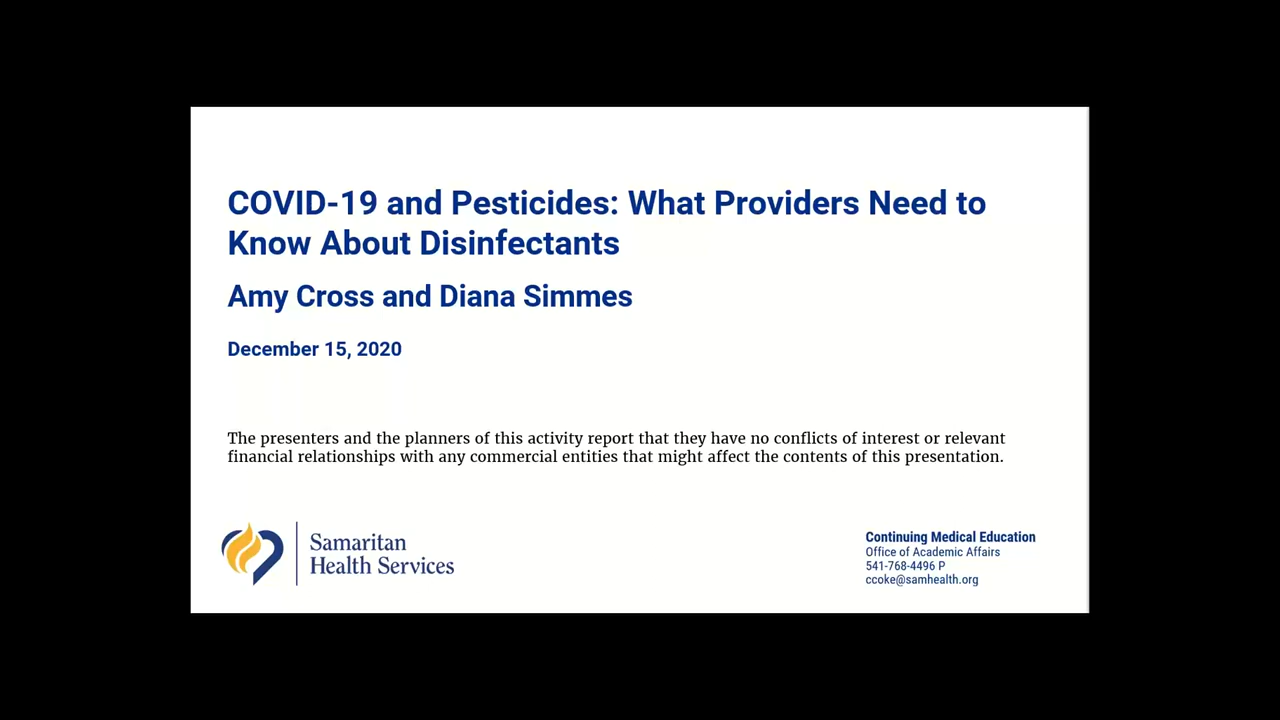 COVID-19 and Pesticides: What Providers Need to
Know About Disinfectants
Amy Cross and Diana Simmes
December 15, 2020
The presenters and the planners of this activity report that they have no conflicts of interest or relevant
financial relationships with any commercial entities that might affect the contents of this presentation.
Samaritan
Health Services
Continuing Medical Education
Office of Academic Affairs
541-768-4496 P
ccoke@samhealth.org